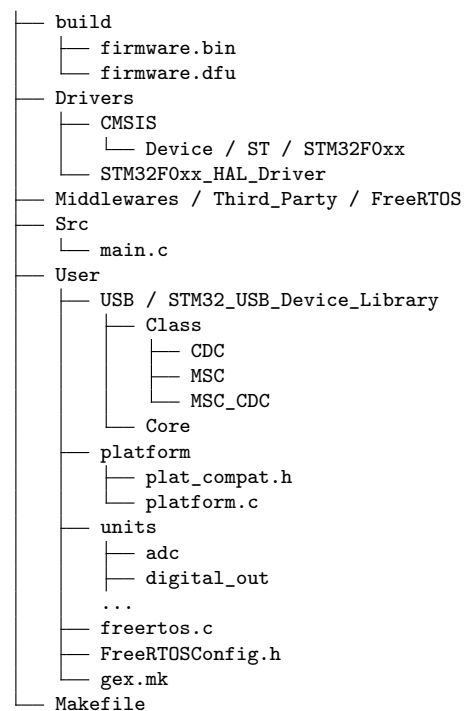 build
firmware.bin
firmware.dfu
Drivers
CMSIS
Device / ST / STM32F0xx
STM32F0xx_HAL_Driver
Middlewares / Third_Party / FreeRTOS
Src
main.c
User
USB / STM32_USB_Device_Library
Class
CDC
MSC
MSC_CDC
Core
platform
plat_compat.h
platform.c
units
adc
digital_out
...
freertos.c
FreeRTOSConfig.h
gex.mk
Makefile